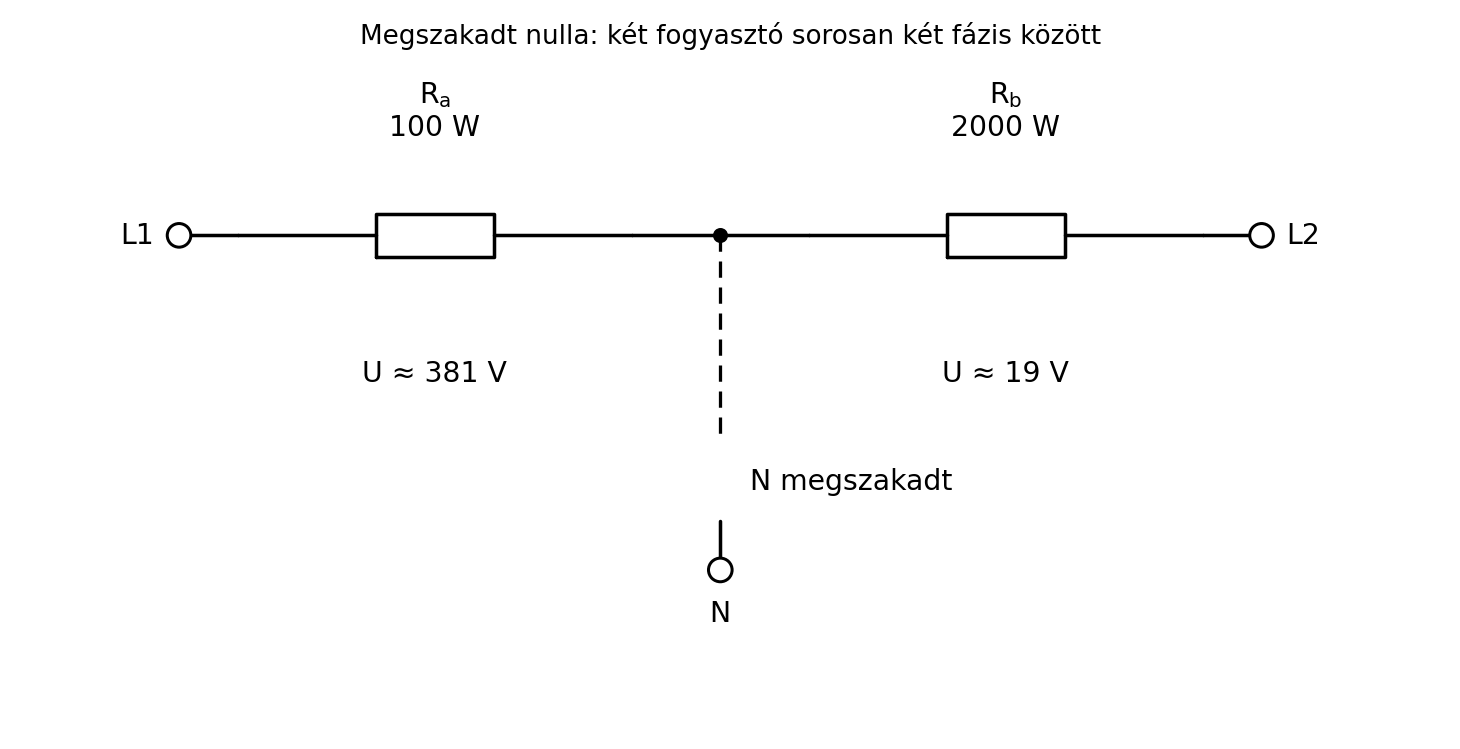 Megszakadt nulla: két fogyasztó sorosan két fázis között
Ra
100 W
Rb
2000 W
L1
L2
U ≈ 381 V
U ≈ 19 V
N megszakadt
N